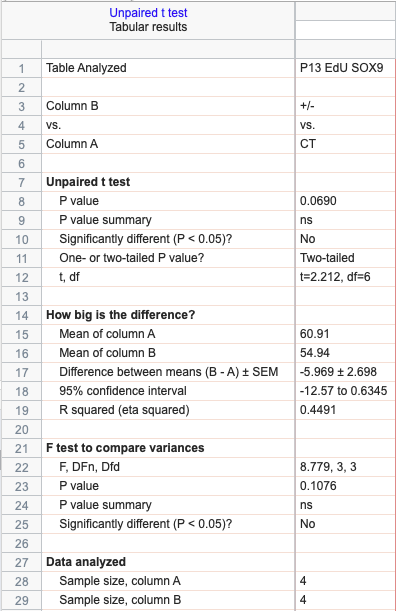 Unpaired t test
Tabular results
1 Table Analyzed P13 EdU SOX9
2
3 Column B +/-
4 vs. vs.
5 Column A CT
6
7 Unpaired t test
8 P value 0.0690
9 P value summary ns
10 Significantly different (P < 0.05)? No
11 One- or two-tailed P value? Two-tailed
12 t, df t=2.212, df=6
13
14 How big is the difference?
15 Mean of column A 60.91
16 Mean of column B 54.94
17 Difference between means (B - A) ± SEM -5.969 ± 2.698
18 95% confidence interval -12.57 to 0.6345
19 R squared (eta squared) 0.4491
20
21 F test to compare variances
22 F, DFn, Dfd 8.779, 3, 3
23 P value 0.1076
24 P value summary ns
25 Significantly different (P < 0.05)? No
26
27 Data analyzed
28 Sample size, column A 4
29 Sample size, column B 4